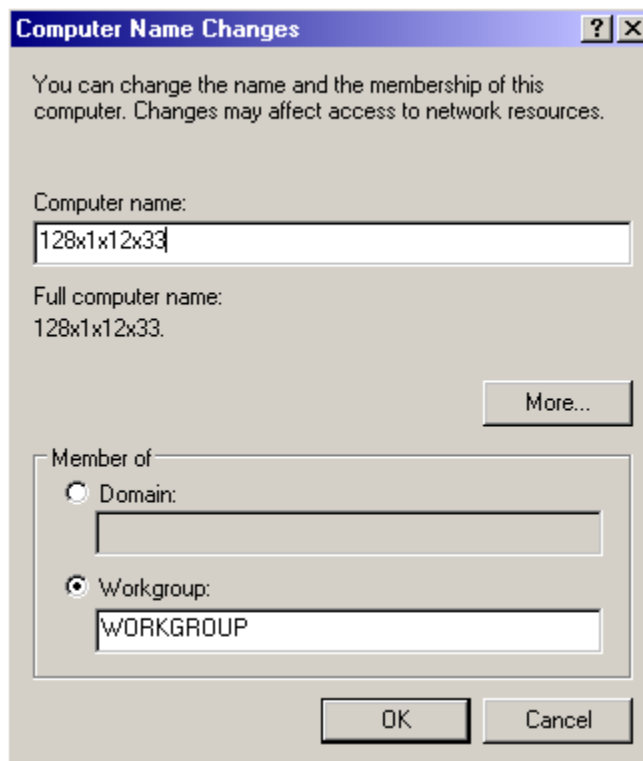 Computer Name Changes
You can change the name and the membership of this
computer. Changes may affect access to network resources.
Computer name:
128x1x12x33
Full computer name:
128x1x12x33.
More...
Member of
Domain:
Workgroup:
WORKGROUP
OK Cancel